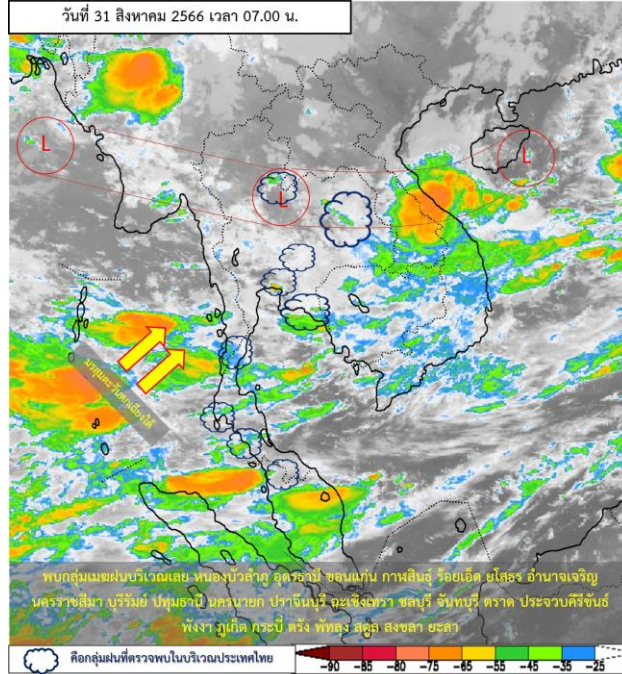 วันที่ 31 สิงหาคม 2566 เวลา 07.00 น.
L
L
L
มรสุมตะวันตกเฉียงใต้
พบกลุ่มเมฆฝนบริเวณเลย หนองบัวลำภู อุดรธานี ขอนแก่น กาฬสินธุ์ ร้อยเอ็ด ยโสธร อำนาจเจริญ
นครราชสีมา บุรีรัมย์ ปทุมธานี นครนายก ปราจีนบุรี ฉะเชิงเทรา ชลบุรี จันทบุรี ตราด ประจวบคีรีขันธ์
พังงา ภูเก็ต กระบี่ ตรัง พัทลุง สตูล สงขลา ยะลา
คือกลุ่มฝนที่ตรวจพบในบริเวณประเทศไทย
-90 -85 -80 -75 -65 -55 -45 -35 -25